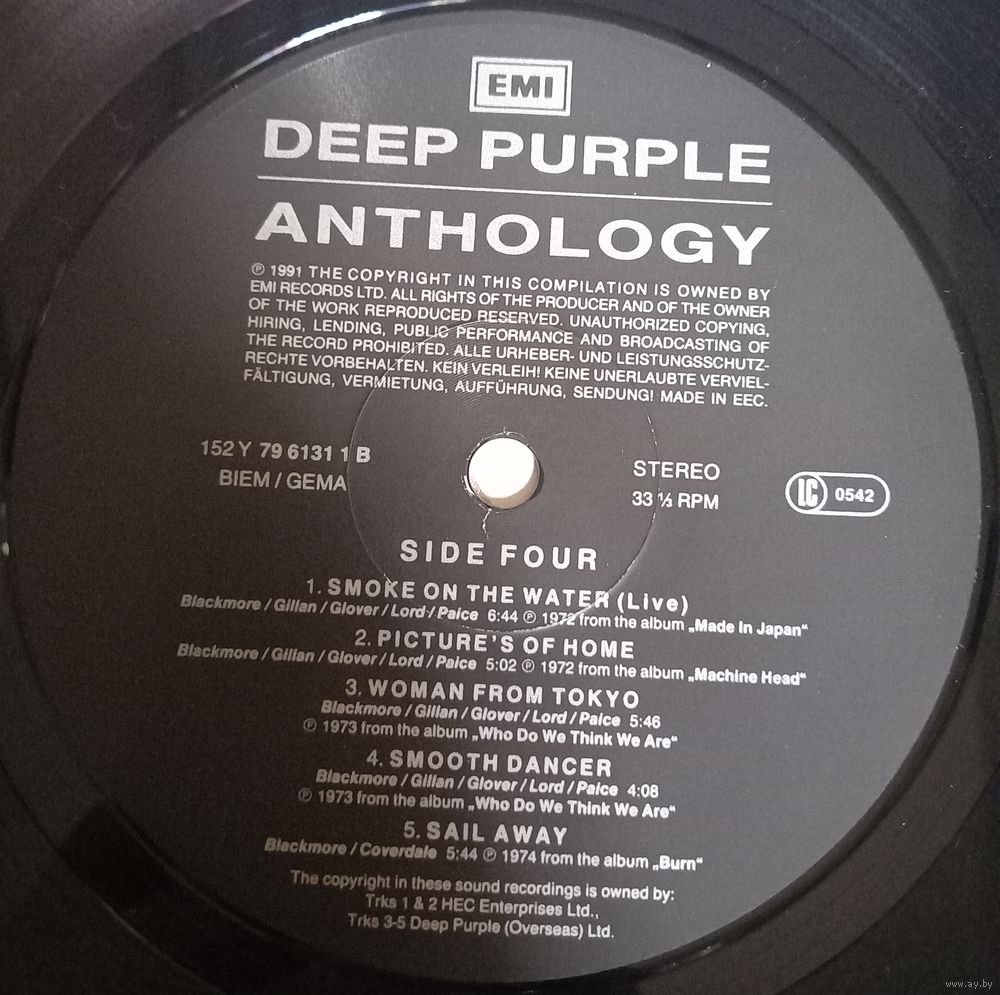 EMI
DEEP PURPLE
ANTHOLOGY
℗ 1991 THE COPYRIGHT IN THIS COMPILATION IS OWNED BY
EMI RECORDS LTD. ALL RIGHTS OF THE PRODUCER AND OF THE OWNER
OF THE WORK REPRODUCED RESERVED. UNAUTHORIZED COPYING,
HIRING, LENDING, PUBLIC PERFORMANCE AND BROADCASTING OF
THE RECORD PROHIBITED. ALLE URHEBER- UND LEISTUNGSSCHUTZ-
RECHTE VORBEHALTEN. KEIN VERLEIH! KEINE UNERLAUBTE VERVIEL-
FÄLTIGUNG, VERMIETUNG, AUFFÜHRUNG, SENDUNG! MADE IN EEC.
152 Y 79 6131 1 B
BIEM / GEMA
STEREO
33 ⅓ RPM
LC 0542
SIDE FOUR
1. SMOKE ON THE WATER (Live)
Blackmore / Gillan / Glover / Lord / Paice 6:44 ℗ 1972 from the album „Made In Japan“
2. PICTURE'S OF HOME
Blackmore / Gillan / Glover / Lord / Paice 5:02 ℗ 1972 from the album „Machine Head“
3. WOMAN FROM TOKYO
Blackmore / Gillan / Glover / Lord / Paice 5:46
℗ 1973 from the album „Who Do We Think We Are“
4. SMOOTH DANCER
Blackmore / Gillan / Glover / Lord / Paice 4:08
℗ 1973 from the album „Who Do We Think We Are“
5. SAIL AWAY
Blackmore / Coverdale 5:44 ℗ 1974 from the album „Burn“
The copyright in these sound recordings is owned by:
Trks 1 & 2 HEC Enterprises Ltd.,
Trks 3-5 Deep Purple (Overseas) Ltd.
www.ay.by